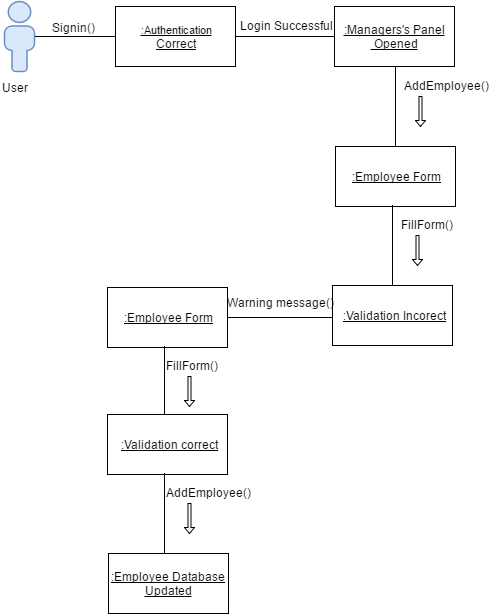 Signin()
:Authentication
Correct
Login Successful
:Managers's Panel
Opened
User
AddEmployee()
:Employee Form
FillForm()
:Validation Incorect
Warning message()
:Employee Form
FillForm()
:Validation correct
AddEmployee()
:Employee Database
Updated